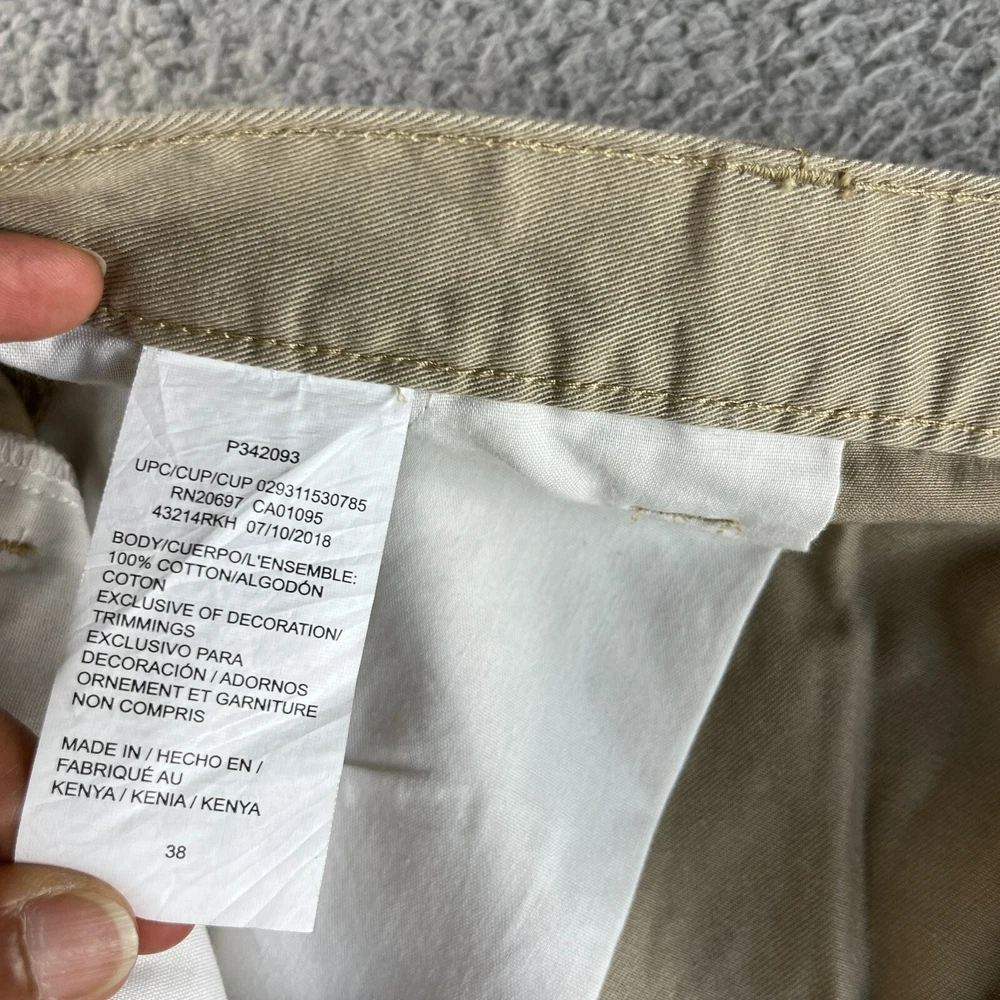 P342093
UPC/CUP/CUP 029311530785
RN20697 CA01095
43214RKH 07/10/2018
BODY/CUERPO/L'ENSEMBLE:
100% COTTON/ALGODÓN
COTON
EXCLUSIVE OF DECORATION/
TRIMMINGS
EXCLUSIVO PARA
DECORACIÓN / ADORNOS
ORNEMENT ET GARNITURE
NON COMPRIS
MADE IN / HECHO EN /
FABRIQUÉ AU
KENYA / KENIA / KENYA
38